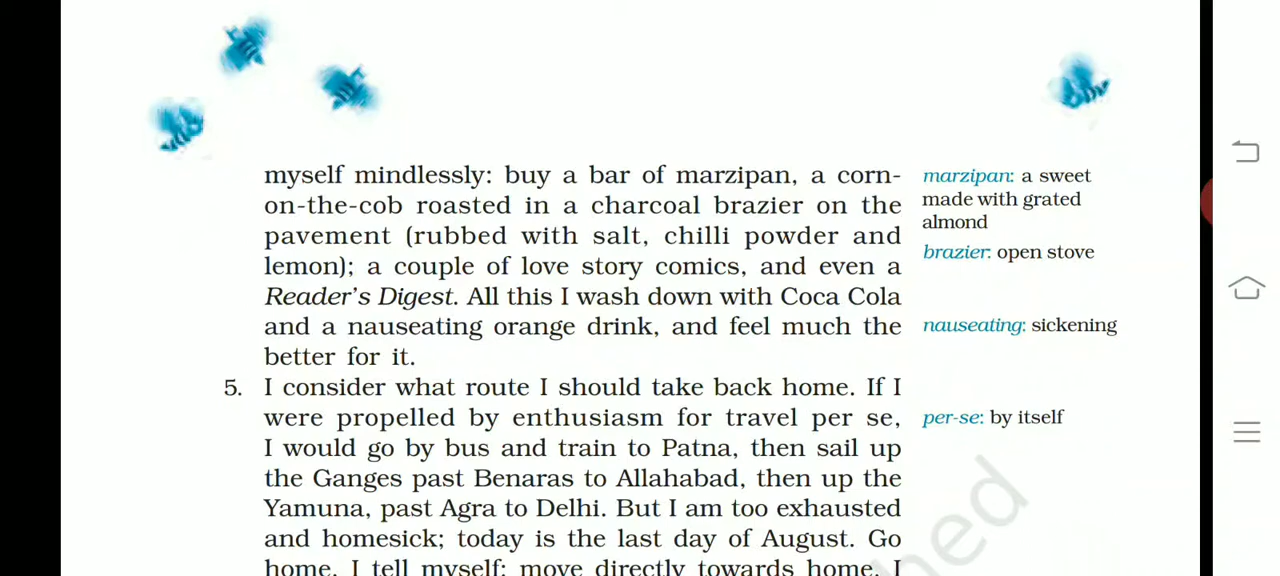 myself mindlessly: buy a bar of marzipan, a corn-
on-the-cob roasted in a charcoal brazier on the
pavement (rubbed with salt, chilli powder and
lemon); a couple of love story comics, and even a
Reader's Digest. All this I wash down with Coca Cola
and a nauseating orange drink, and feel much the
better for it.
5. I consider what route I should take back home. If I
were propelled by enthusiasm for travel per se,
I would go by bus and train to Patna, then sail up
the Ganges past Benaras to Allahabad, then up the
Yamuna, past Agra to Delhi. But I am too exhausted
and homesick; today is the last day of August. Go
home, I tell myself: move directly towards home. I
marzipan: a sweet
made with grated
almond
brazier: open stove
nauseating: sickening
per-se: by itself
hed